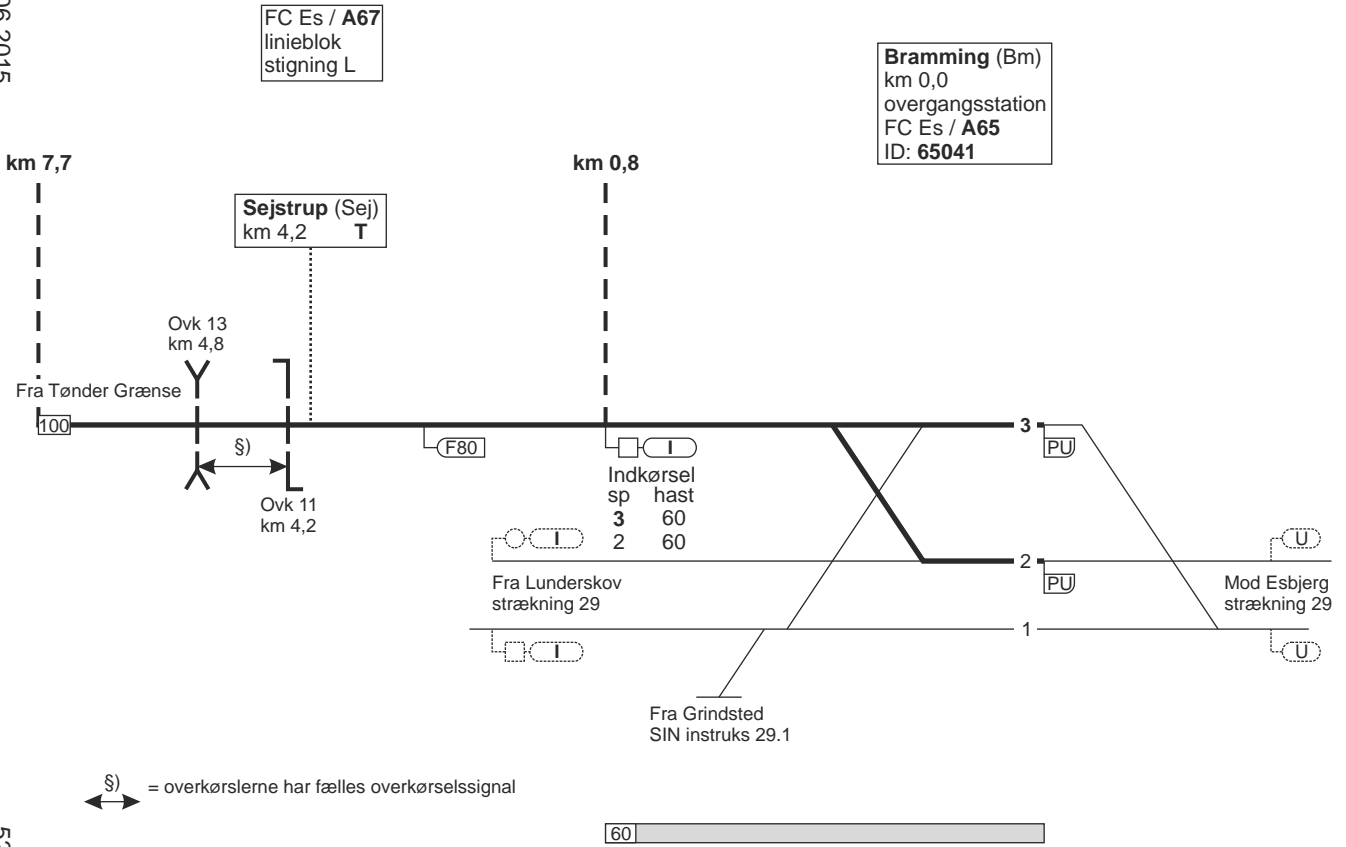 06 2015
FC Es / A67
linieblok
stigning L
Bramming (Bm)
km 0,0
overgangsstation
FC Es / A65
ID: 65041
km 7,7
km 0,8
Sejstrup (Sej)
km 4,2 T
Ovk 13
km 4,8
Fra Tønder Grænse
100
§)
F80
I
3
PU
Ovk 11
km 4,2
Indkørsel
sp hast
3 60
2 60
I
2
PU
U
Fra Lunderskov
strækning 29
Mod Esbjerg
strækning 29
1
I
U
Fra Grindsted
SIN instruks 29.1
§) = overkørslerne har fælles overkørselssignal
60